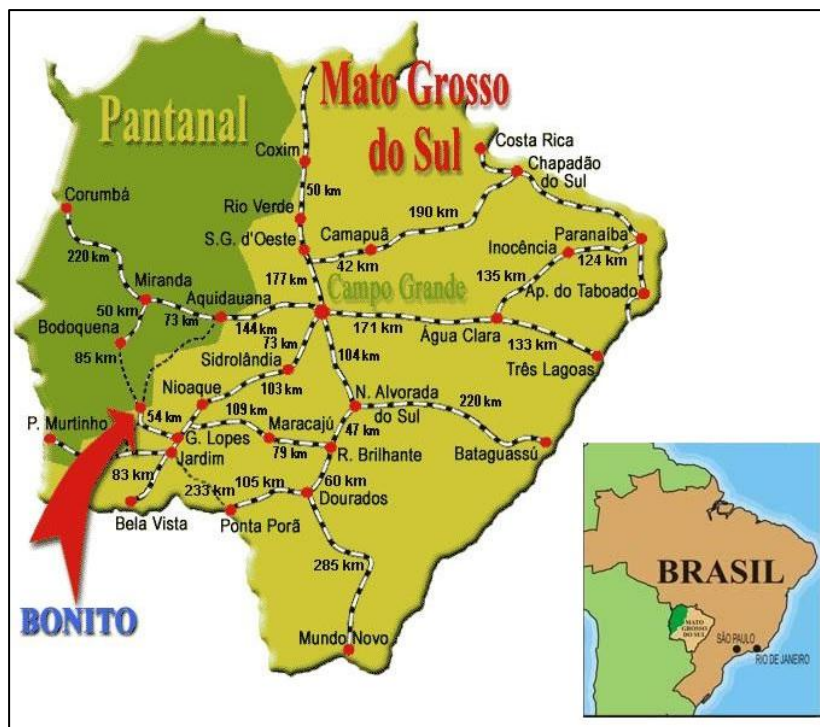 Mato Grosso
do Sul
Pantanal
Coxim
Costa Rica
Chapadão
do Sul
50 km
Corumbá
Rio Verde
190 km
Camapuã
Paranaíba
S.G. d'Oeste
Inocência
124 km
42 km
220 km
177 km
135 km
Miranda
Aquidauana
Campo Grande
Ap. do Taboado
50 km
73 km
144 km
171 km
Água Clara
133 km
Bodoquena
73 km
104 km
85 km
Sidrolândia
Três Lagoas
103 km
Nioaque
220 km
N. Alvorada
do Sul
109 km
54 km
Maracajú
P. Murtinho
47 km
G. Lopes
Bataguassú
Jardim
79 km
R. Brilhante
83 km
60 km
105 km
233 km
Dourados
Bela Vista
Ponta Porã
285 km
BONITO
Mundo Novo
BRASIL
MATO
GROSSO
DO SUL
SÃO PAULO
RIO DE JANEIRO